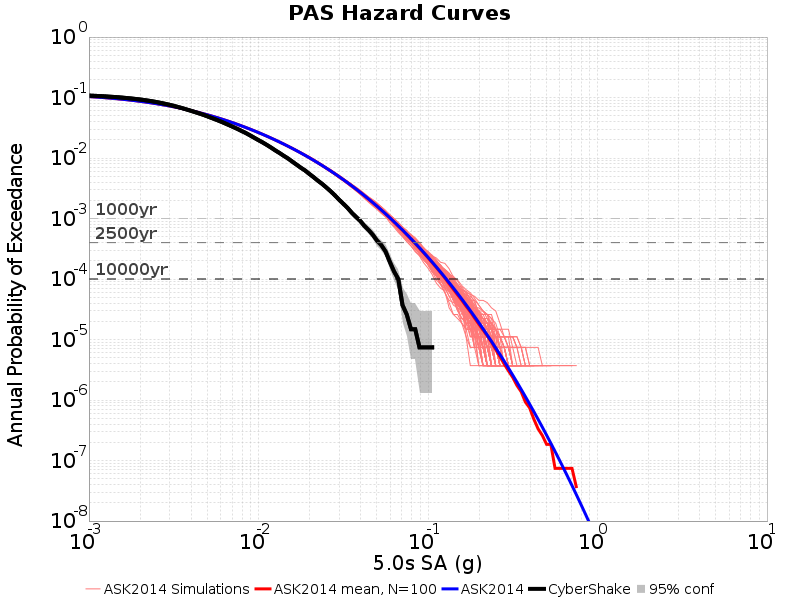 PAS Hazard Curves
Annual Probability of Exceedance
10^0
10^-1
10^-2
10^-3
10^-4
10^-5
10^-6
10^-7
10^-8
1000yr
2500yr
10000yr
10^-3 10^-2 10^-1 10^0 10^1
5.0s SA (g)
ASK2014 Simulations ASK2014 mean, N=100 ASK2014 CyberShake 95% conf